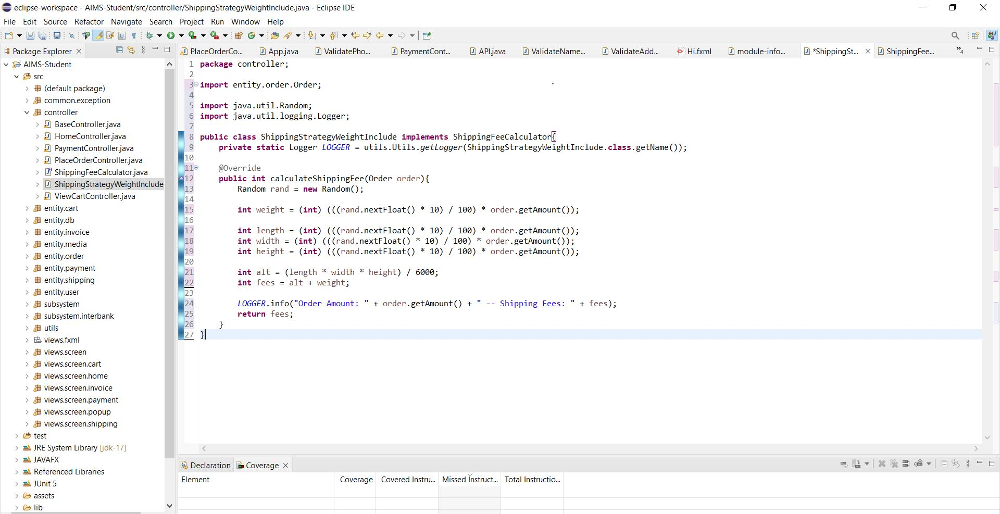 eclipse-workspace - AIMS-Student/src/controller/ShippingStrategyWeightInclude.java - Eclipse IDE
File Edit Source Refactor Navigate Search Project Run Window Help
Package Explorer
AIMS-Student
src
(default package)
common.exception
controller
BaseController.java
HomeController.java
PaymentController.java
PlaceOrderController.java
ShippingFeeCalculator.java
ShippingStrategyWeightInclude
ViewCartController.java
entity.cart
entity.db
entity.invoice
entity.media
entity.order
entity.payment
entity.shipping
entity.user
subsystem
subsystem.interbank
utils
views.fxml
views.screen
views.screen.cart
views.screen.home
views.screen.invoice
views.screen.payment
views.screen.popup
views.screen.shipping
test
JRE System Library [jdk-17]
JAVAFX
Referenced Libraries
JUnit 5
assets
lib
PlaceOrderCo... App.java ValidatePho... PaymentCont... API.java ValidateName... ValidateAdd... Hi.fxml module-info... *ShippingSt... ShippingFee... »4
1 package controller;
2
3 import entity.order.Order;
4
5 import java.util.Random;
6 import java.util.logging.Logger;
7
8 public class ShippingStrategyWeightInclude implements ShippingFeeCalculator{
9 private static Logger LOGGER = utils.Utils.getLogger(ShippingStrategyWeightInclude.class.getName());
10
11 @Override
12 public int calculateShippingFee(Order order){
13 Random rand = new Random();
14
15 int weight = (int) (((rand.nextFloat() * 10) / 100) * order.getAmount());
16
17 int length = (int) (((rand.nextFloat() * 10) / 100) * order.getAmount());
18 int width = (int) (((rand.nextFloat() * 10) / 100) * order.getAmount());
19 int height = (int) (((rand.nextFloat() * 10) / 100) * order.getAmount());
20
21 int alt = (length * width * height) / 6000;
22 int fees = alt + weight;
23
24 LOGGER.info("Order Amount: " + order.getAmount() + " -- Shipping Fees: " + fees);
25 return fees;
26 }
27 }
Declaration Coverage
Element Coverage Covered Instru... Missed Instruct... Total Instructio...